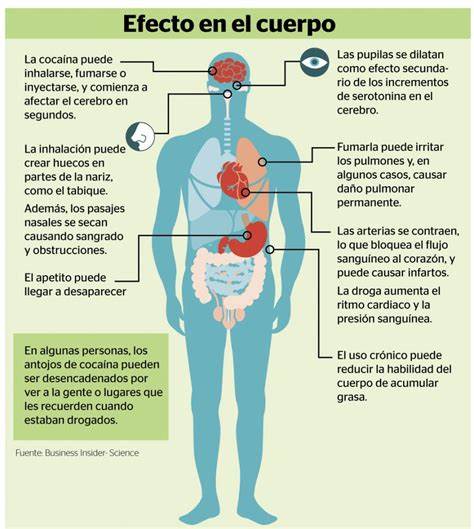 Efecto en el cuerpo
La cocaína puede
inhalarse, fumarse o
inyectarse, y comienza a
afectar el cerebro en
segundos.
La inhalación puede
crear huecos en
partes de la nariz,
como el tabique.
Además, los pasajes
nasales se secan
causando sangrado
y obstrucciones.
El apetito puede
llegar a desaparecer
En algunas personas, los
antojos de cocaína pueden
ser desencadenados por
ver a la gente o lugares que
les recuerden cuando
estaban drogados.
Fuente: Business Insider- Science
Las pupilas se dilatan
como efecto secunda-
rio de los incrementos
de serotonina en el
cerebro.
Fumarla puede irritar
los pulmones y, en
algunos casos, causar
daño pulmonar
permanente.
Las arterias se contraen,
lo que bloquea el flujo
sanguíneo al corazón, y
puede causar infartos.
La droga aumenta el
ritmo cardiaco y la
presión sanguínea.
El uso crónico puede
reducir la habilidad del
cuerpo de acumular
grasa.